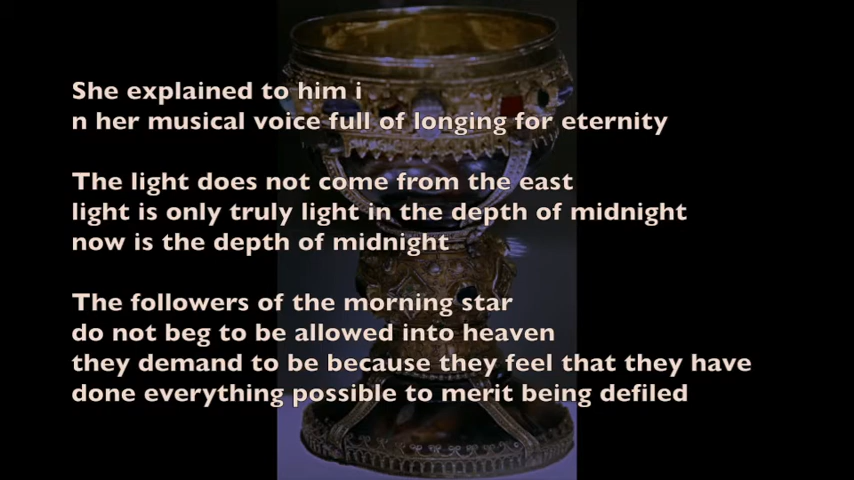 She explained to him i
n her musical voice full of longing for eternity
The light does not come from the east
light is only truly light in the depth of midnight
now is the depth of midnight
The followers of the morning star
do not beg to be allowed into heaven
they demand to be because they feel that they have
done everything possible to merit being defiled